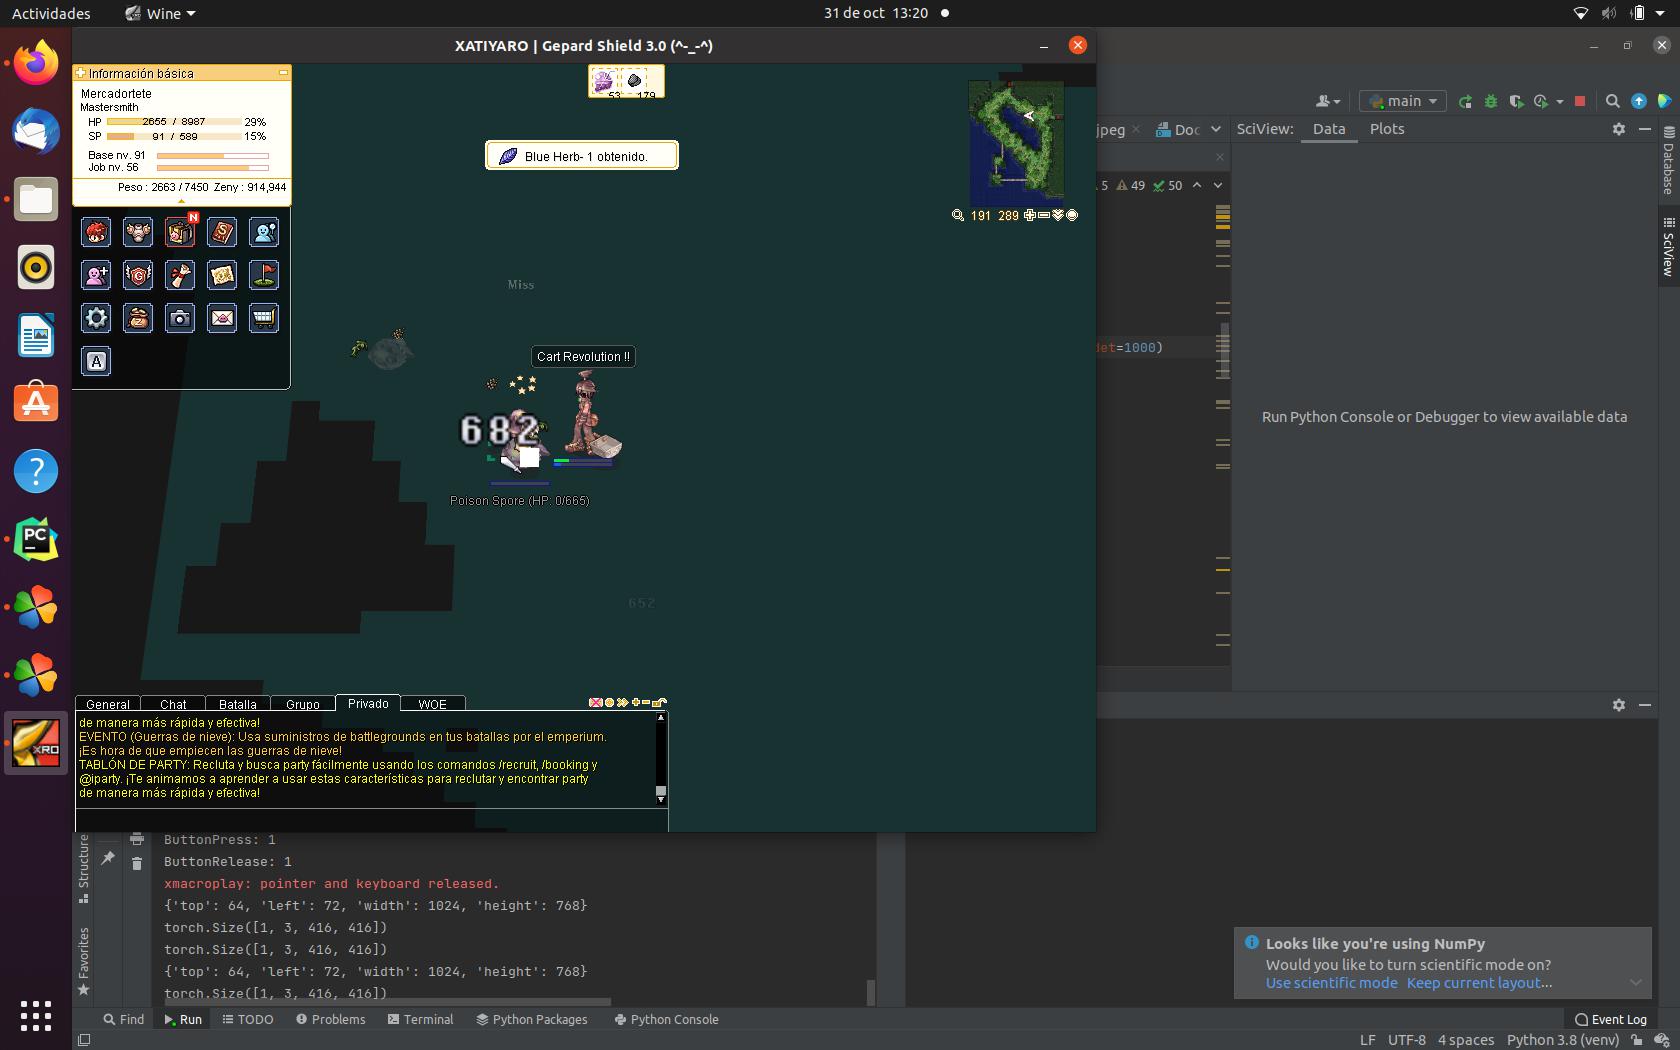 Actividades
Wine
31 de oct 13:20
XATIYARO | Gepard Shield 3.0 (^-_-^)
Información básica
Mercadortete
Mastersmith
HP 2655 / 8987 29%
SP 91 / 589 15%
Base nv. 91
Job nv. 56
Peso : 2663 / 7450 Zeny : 914,944
N
S
G
A
53 179
Blue Herb- 1 obtenido.
191 289
Miss
Cart Revolution !!
682
Poison Spore (HP: 0/665)
652
General
Chat
Batalla
Grupo
Privado
WOE
de manera más rápida y efectiva!
EVENTO (Guerras de nieve): Usa suministros de battlegrounds en tus batallas por el emperium.
¡Es hora de que empiecen las guerras de nieve!
TABLÓN DE PARTY: Recluta y busca party fácilmente usando los comandos /recruit, /booking y
@iparty. ¡Te animamos a aprender a usar estas características para reclutar y encontrar party
de manera más rápida y efectiva!
main
jpeg
Doc
SciView:
Data
Plots
5 49 50
det=1000)
Run Python Console or Debugger to view available data
Database
SciView
PC
XRO
ButtonPress: 1
ButtonRelease: 1
xmacroplay: pointer and keyboard released.
{'top': 64, 'left': 72, 'width': 1024, 'height': 768}
torch.Size([1, 3, 416, 416])
torch.Size([1, 3, 416, 416])
{'top': 64, 'left': 72, 'width': 1024, 'height': 768}
torch.Size([1, 3, 416, 416])
Structure
Favorites
Looks like you're using NumPy
Would you like to turn scientific mode on?
Use scientific mode Keep current layout...
Find
Run
TODO
Problems
Terminal
Python Packages
Python Console
Event Log
LF UTF-8 4 spaces Python 3.8 (venv)